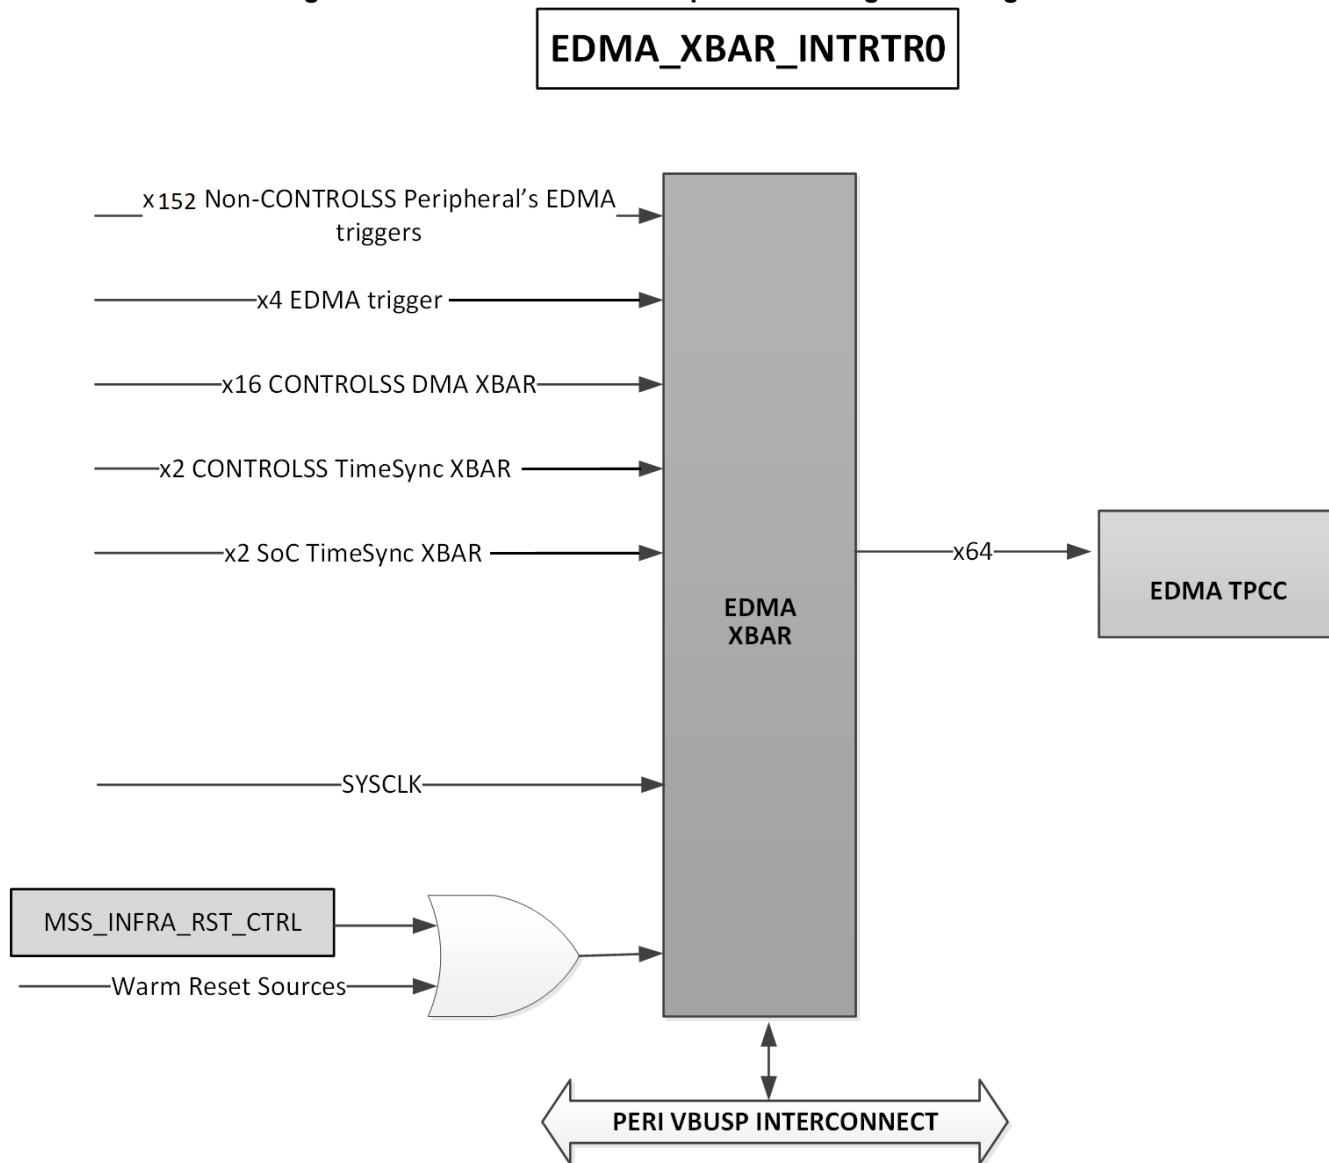 EDMA_XBAR_INTRTR0
x152 Non-CONTROLSS Peripheral’s EDMA
triggers
x4 EDMA trigger
x16 CONTROLSS DMA XBAR
x2 CONTROLSS TimeSync XBAR
x2 SoC TimeSync XBAR
x64
EDMA TPCC
EDMA
XBAR
SYSCLK
MSS_INFRA_RST_CTRL
Warm Reset Sources
PERI VBUSP INTERCONNECT